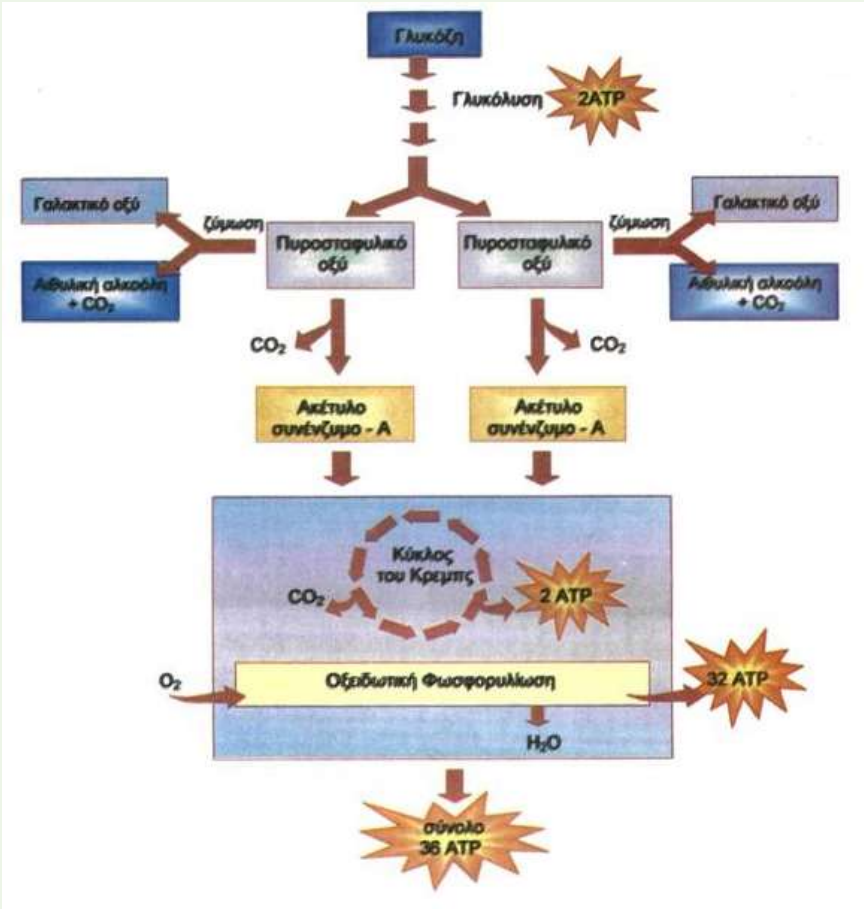 Γλυκόζη
Γλυκόλυση
2ATP
Γαλακτικό οξύ
ζύμωση
Αιθυλική αλκοόλη
+ CO₂
Πυροσταφυλικό
οξύ
Πυροσταφυλικό
οξύ
ζύμωση
Γαλακτικό οξύ
Αιθυλική αλκοόλη
+ CO₂
CO₂
CO₂
Ακέτυλο
συνένζυμο - Α
Ακέτυλο
συνένζυμο - Α
Κύκλος
του Κρεμπς
CO₂
2 ATP
O₂
Οξειδωτική Φωσφορυλίωση
32 ATP
H₂O
σύνολο
36 ATP